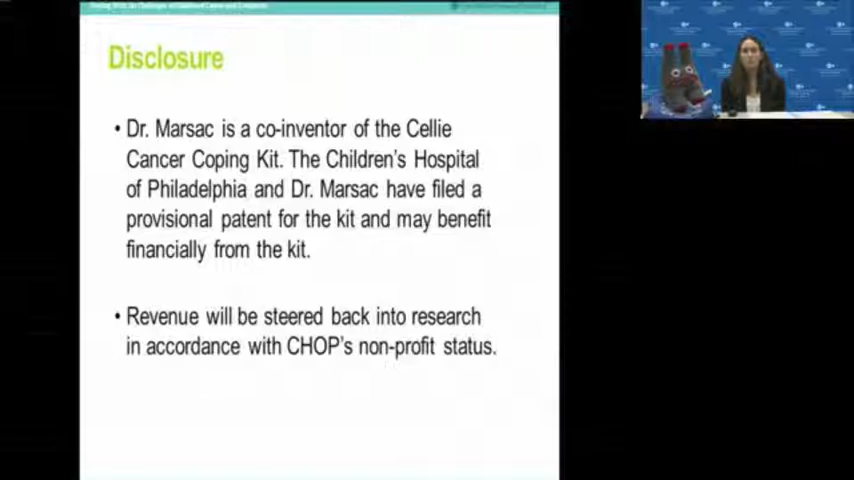 Disclosure
• Dr. Marsac is a co-inventor of the Cellie
Cancer Coping Kit. The Children's Hospital
of Philadelphia and Dr. Marsac have filed a
provisional patent for the kit and may benefit
financially from the kit.
• Revenue will be steered back into research
in accordance with CHOP's non-profit status.